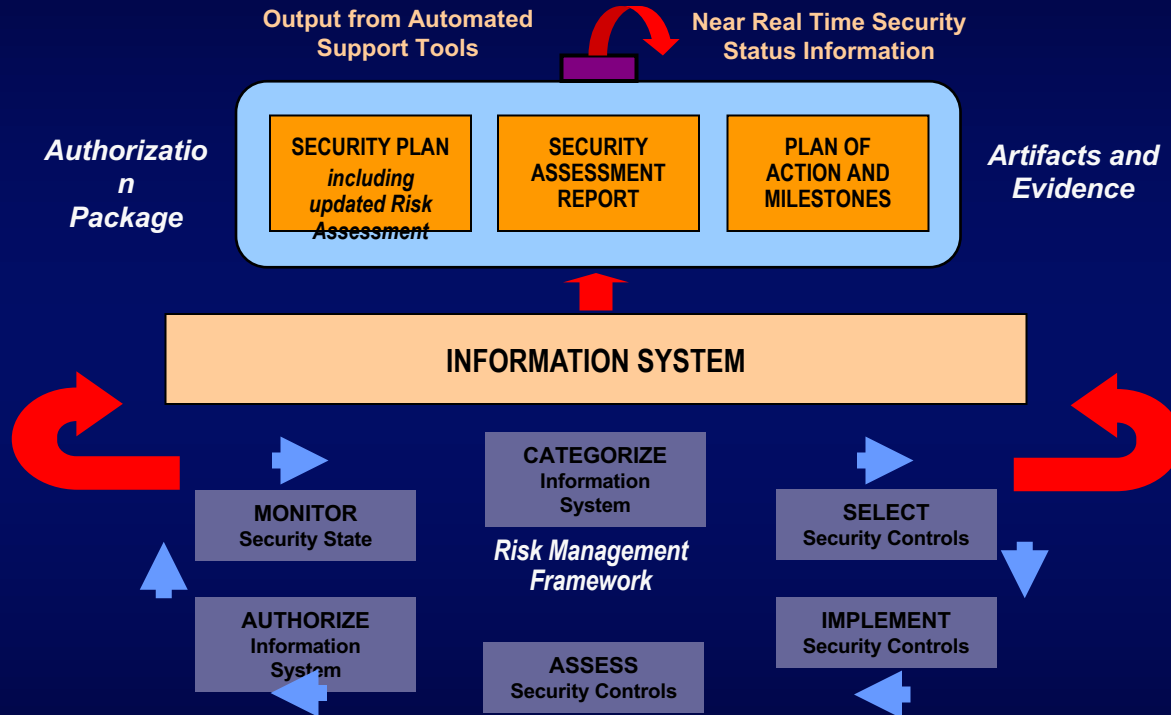 Output from Automated
Support Tools
Near Real Time Security
Status Information
Authorizatio
n
Package
SECURITY PLAN
including
updated Risk
Assessment
SECURITY
ASSESSMENT
REPORT
PLAN OF
ACTION AND
MILESTONES
Artifacts and
Evidence
INFORMATION SYSTEM
CATEGORIZE
Information
System
MONITOR
Security State
SELECT
Security Controls
Risk Management
Framework
AUTHORIZE
Information
System
IMPLEMENT
Security Controls
ASSESS
Security Controls